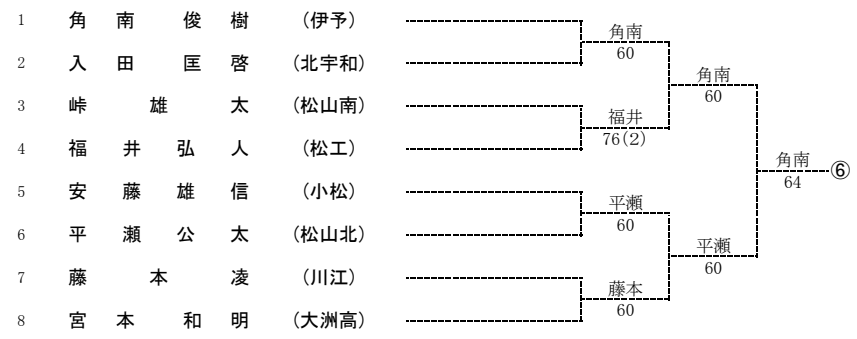 1 角南 俊樹 (伊予)
角南
60
2 入田 匡啓 (北宇和)
角南
60
3 峠 雄太 (松山南)
福井
76(2)
4 福井弘人 (松工)
角南
64
⑥
5 安藤雄信 (小松)
平瀬
60
6 平瀬公太 (松山北)
平瀬
60
7 藤本 凌 (川江)
藤本
60
8 宮本 和明 (大洲高)